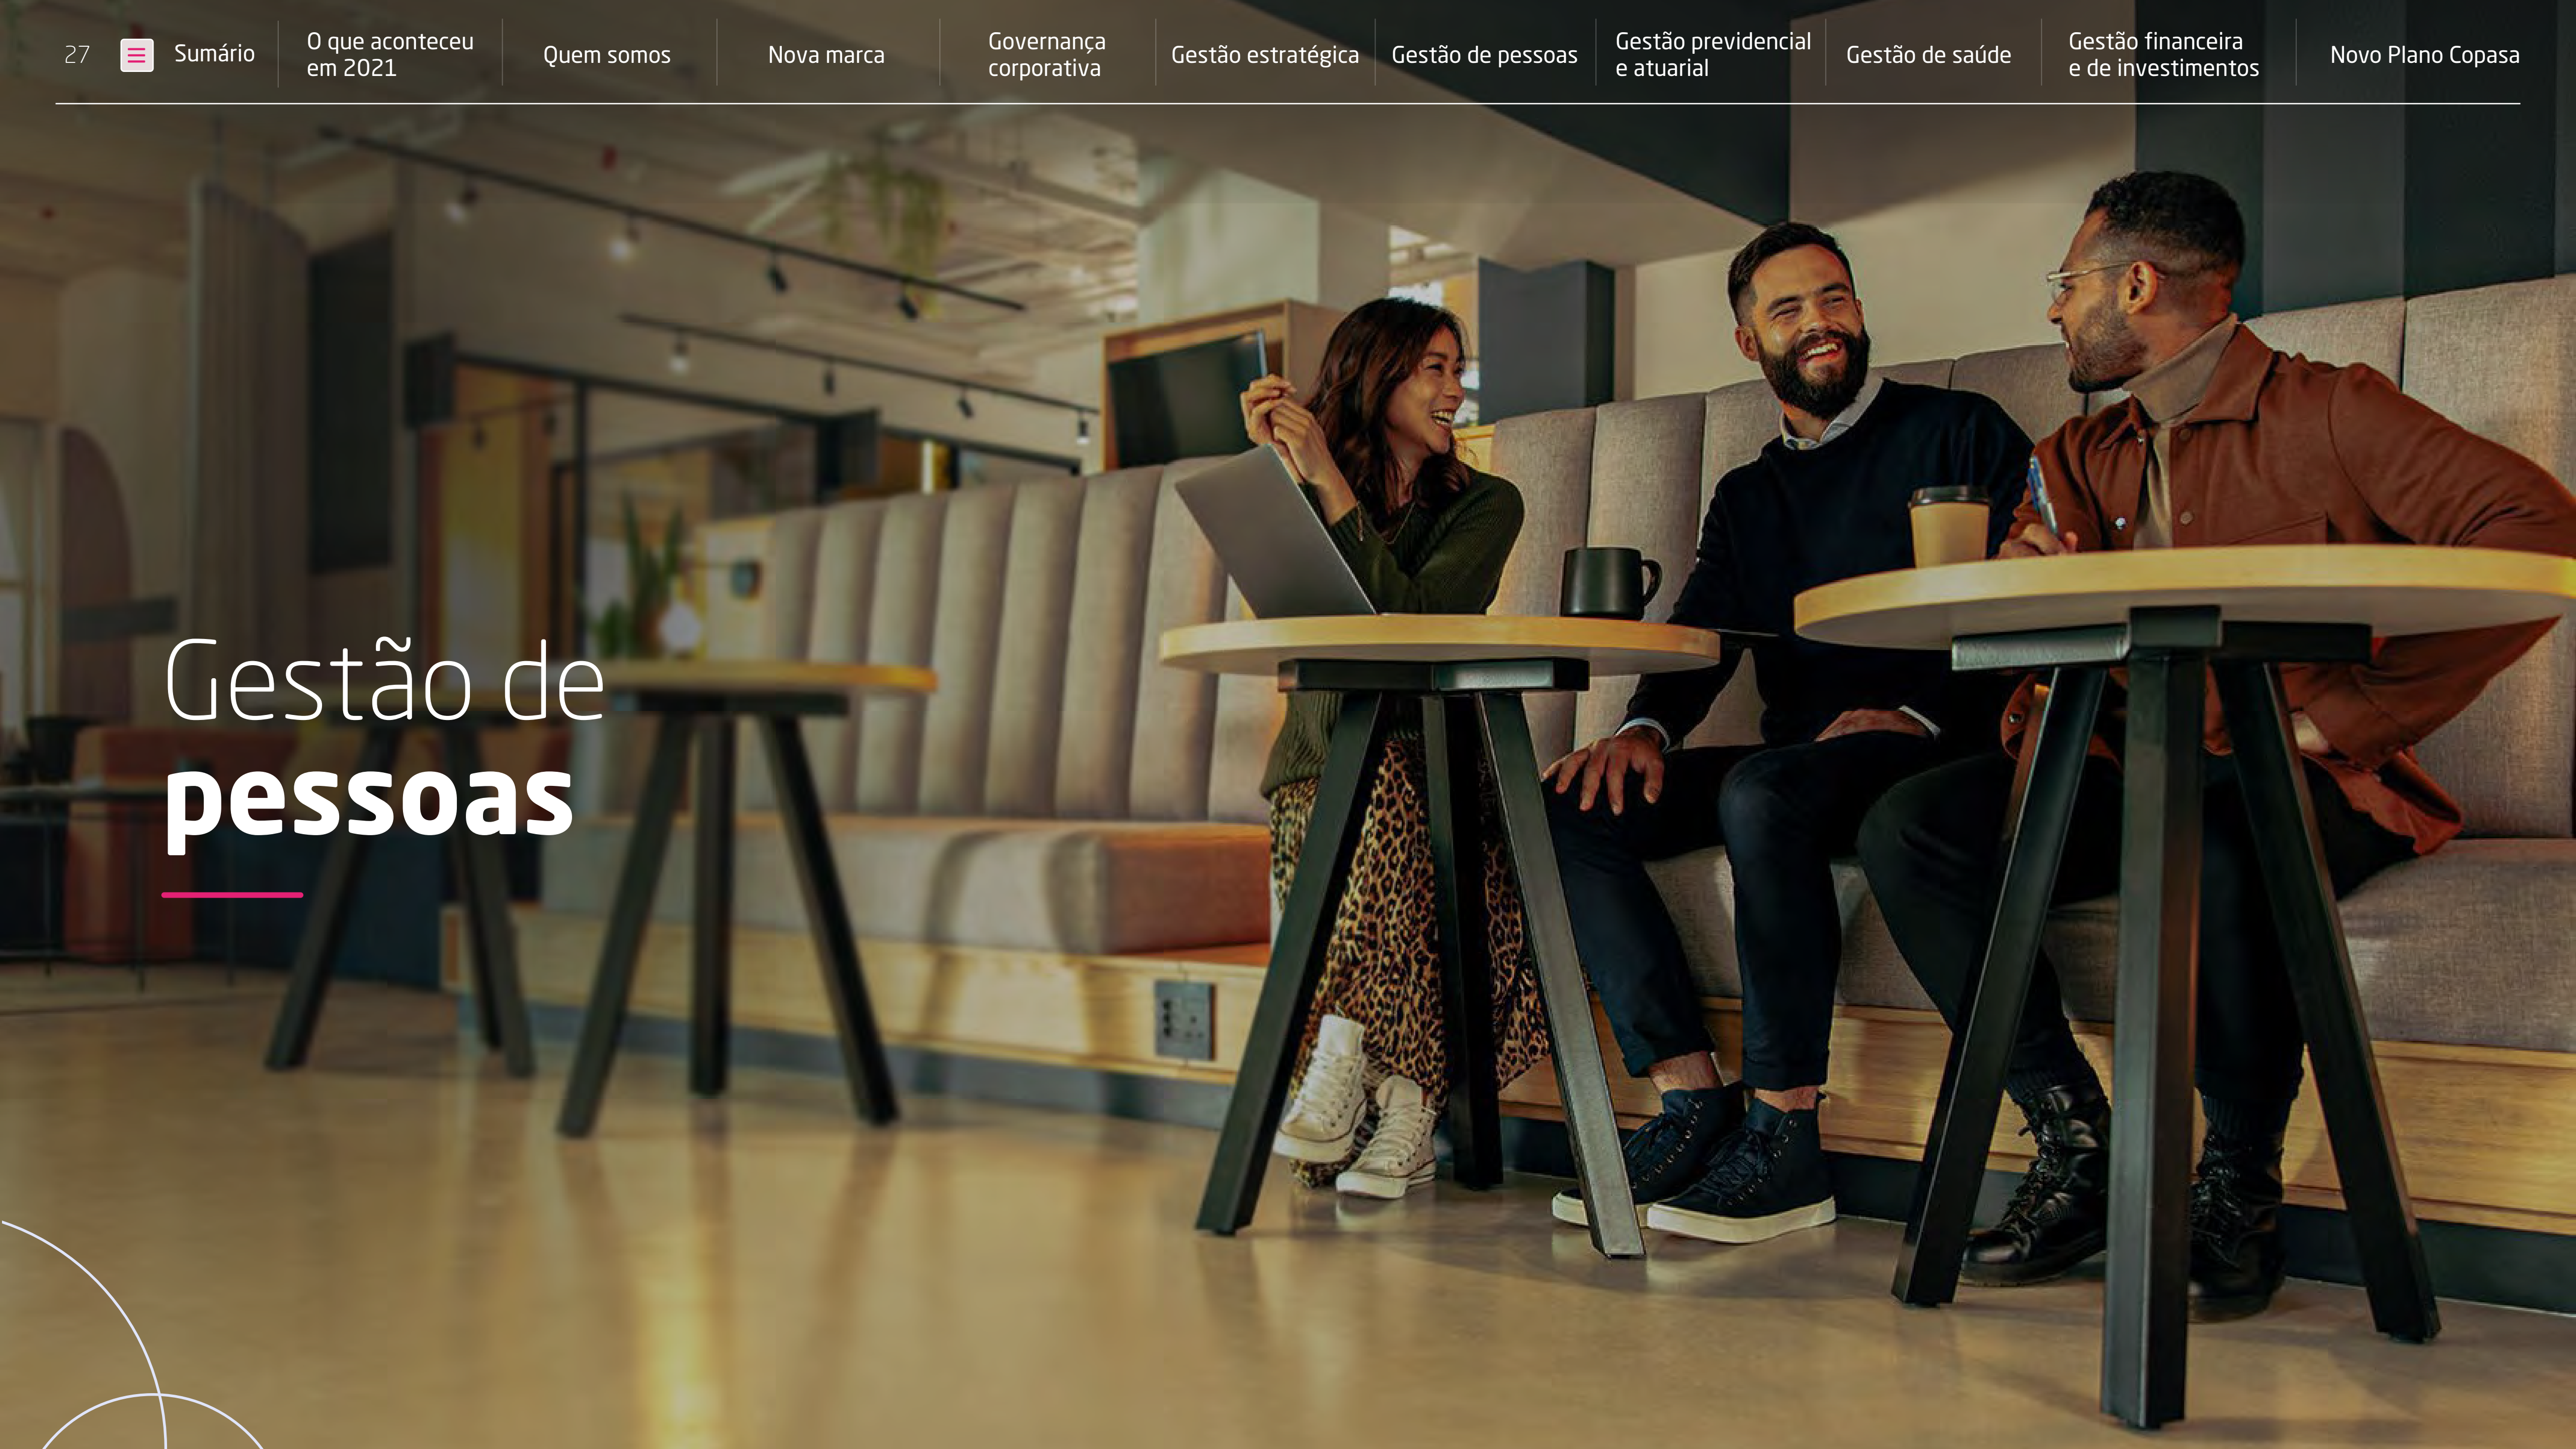 27
Sumário
O que aconteceu
em 2021
Quem somos
Nova marca
Governança
corporativa
Gestão estratégica
Gestão de pessoas
Gestão previdencial
e atuarial
Gestão de saúde
Gestão financeira
e de investimentos
Novo Plano Copasa
Gestão de
pessoas